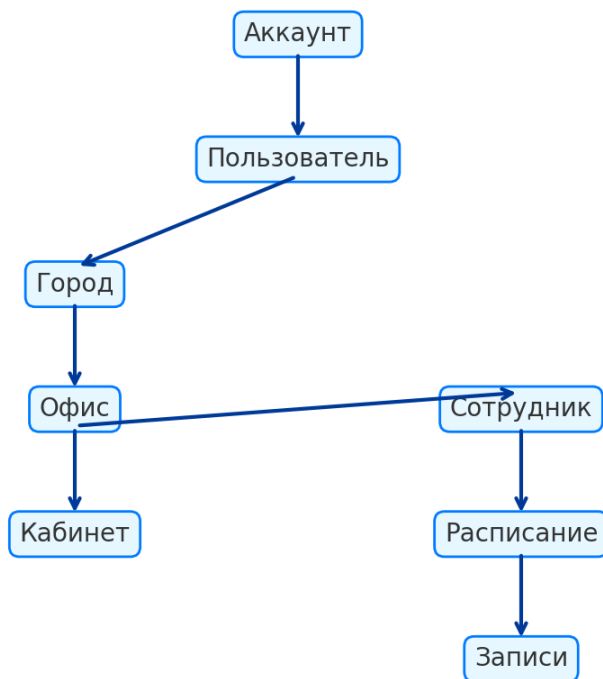 Аккаунт
Пользователь
Город
Офис
Сотрудник
Кабинет
Расписание
Записи